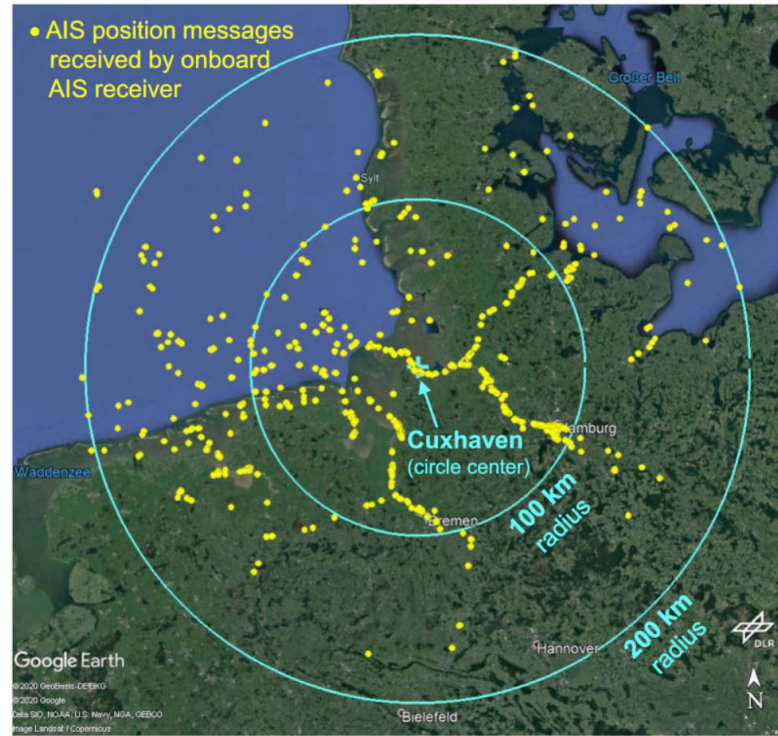 AIS position messages
received by onboard
AIS receiver
Großer Belt
Sylt
Cuxhaven
(circle center)
Hamburg
Waddenzee
Bremen
100 km
radius
Hannover
200 km
radius
DLR
N
Google Earth
© 2020 GeoBasis-DE/BKG
© 2020 Google
Data SIO, NOAA, U.S. Navy, NGA, GEBCO
Image Landsat / Copernicus
Bielefeld